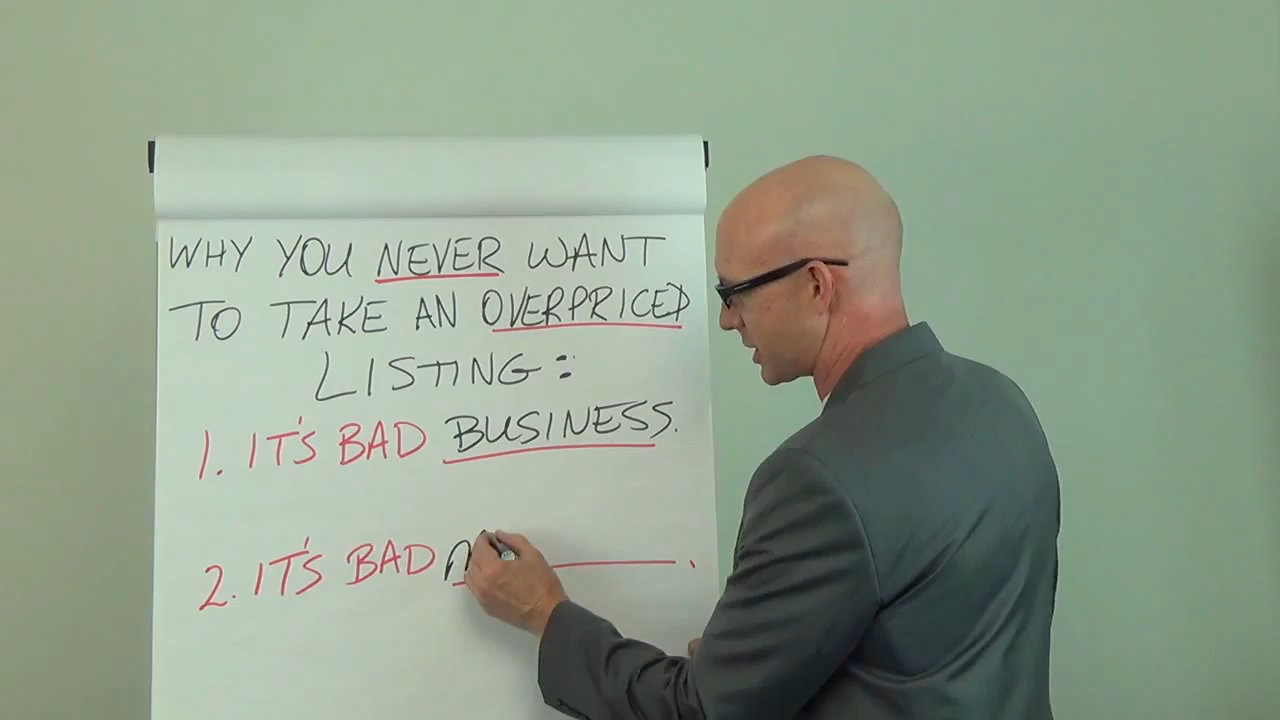 WHY YOU NEVER WANT
TO TAKE AN OVERPRICED
LISTING:
1. IT'S BAD BUSINESS.
2. IT'S BAD